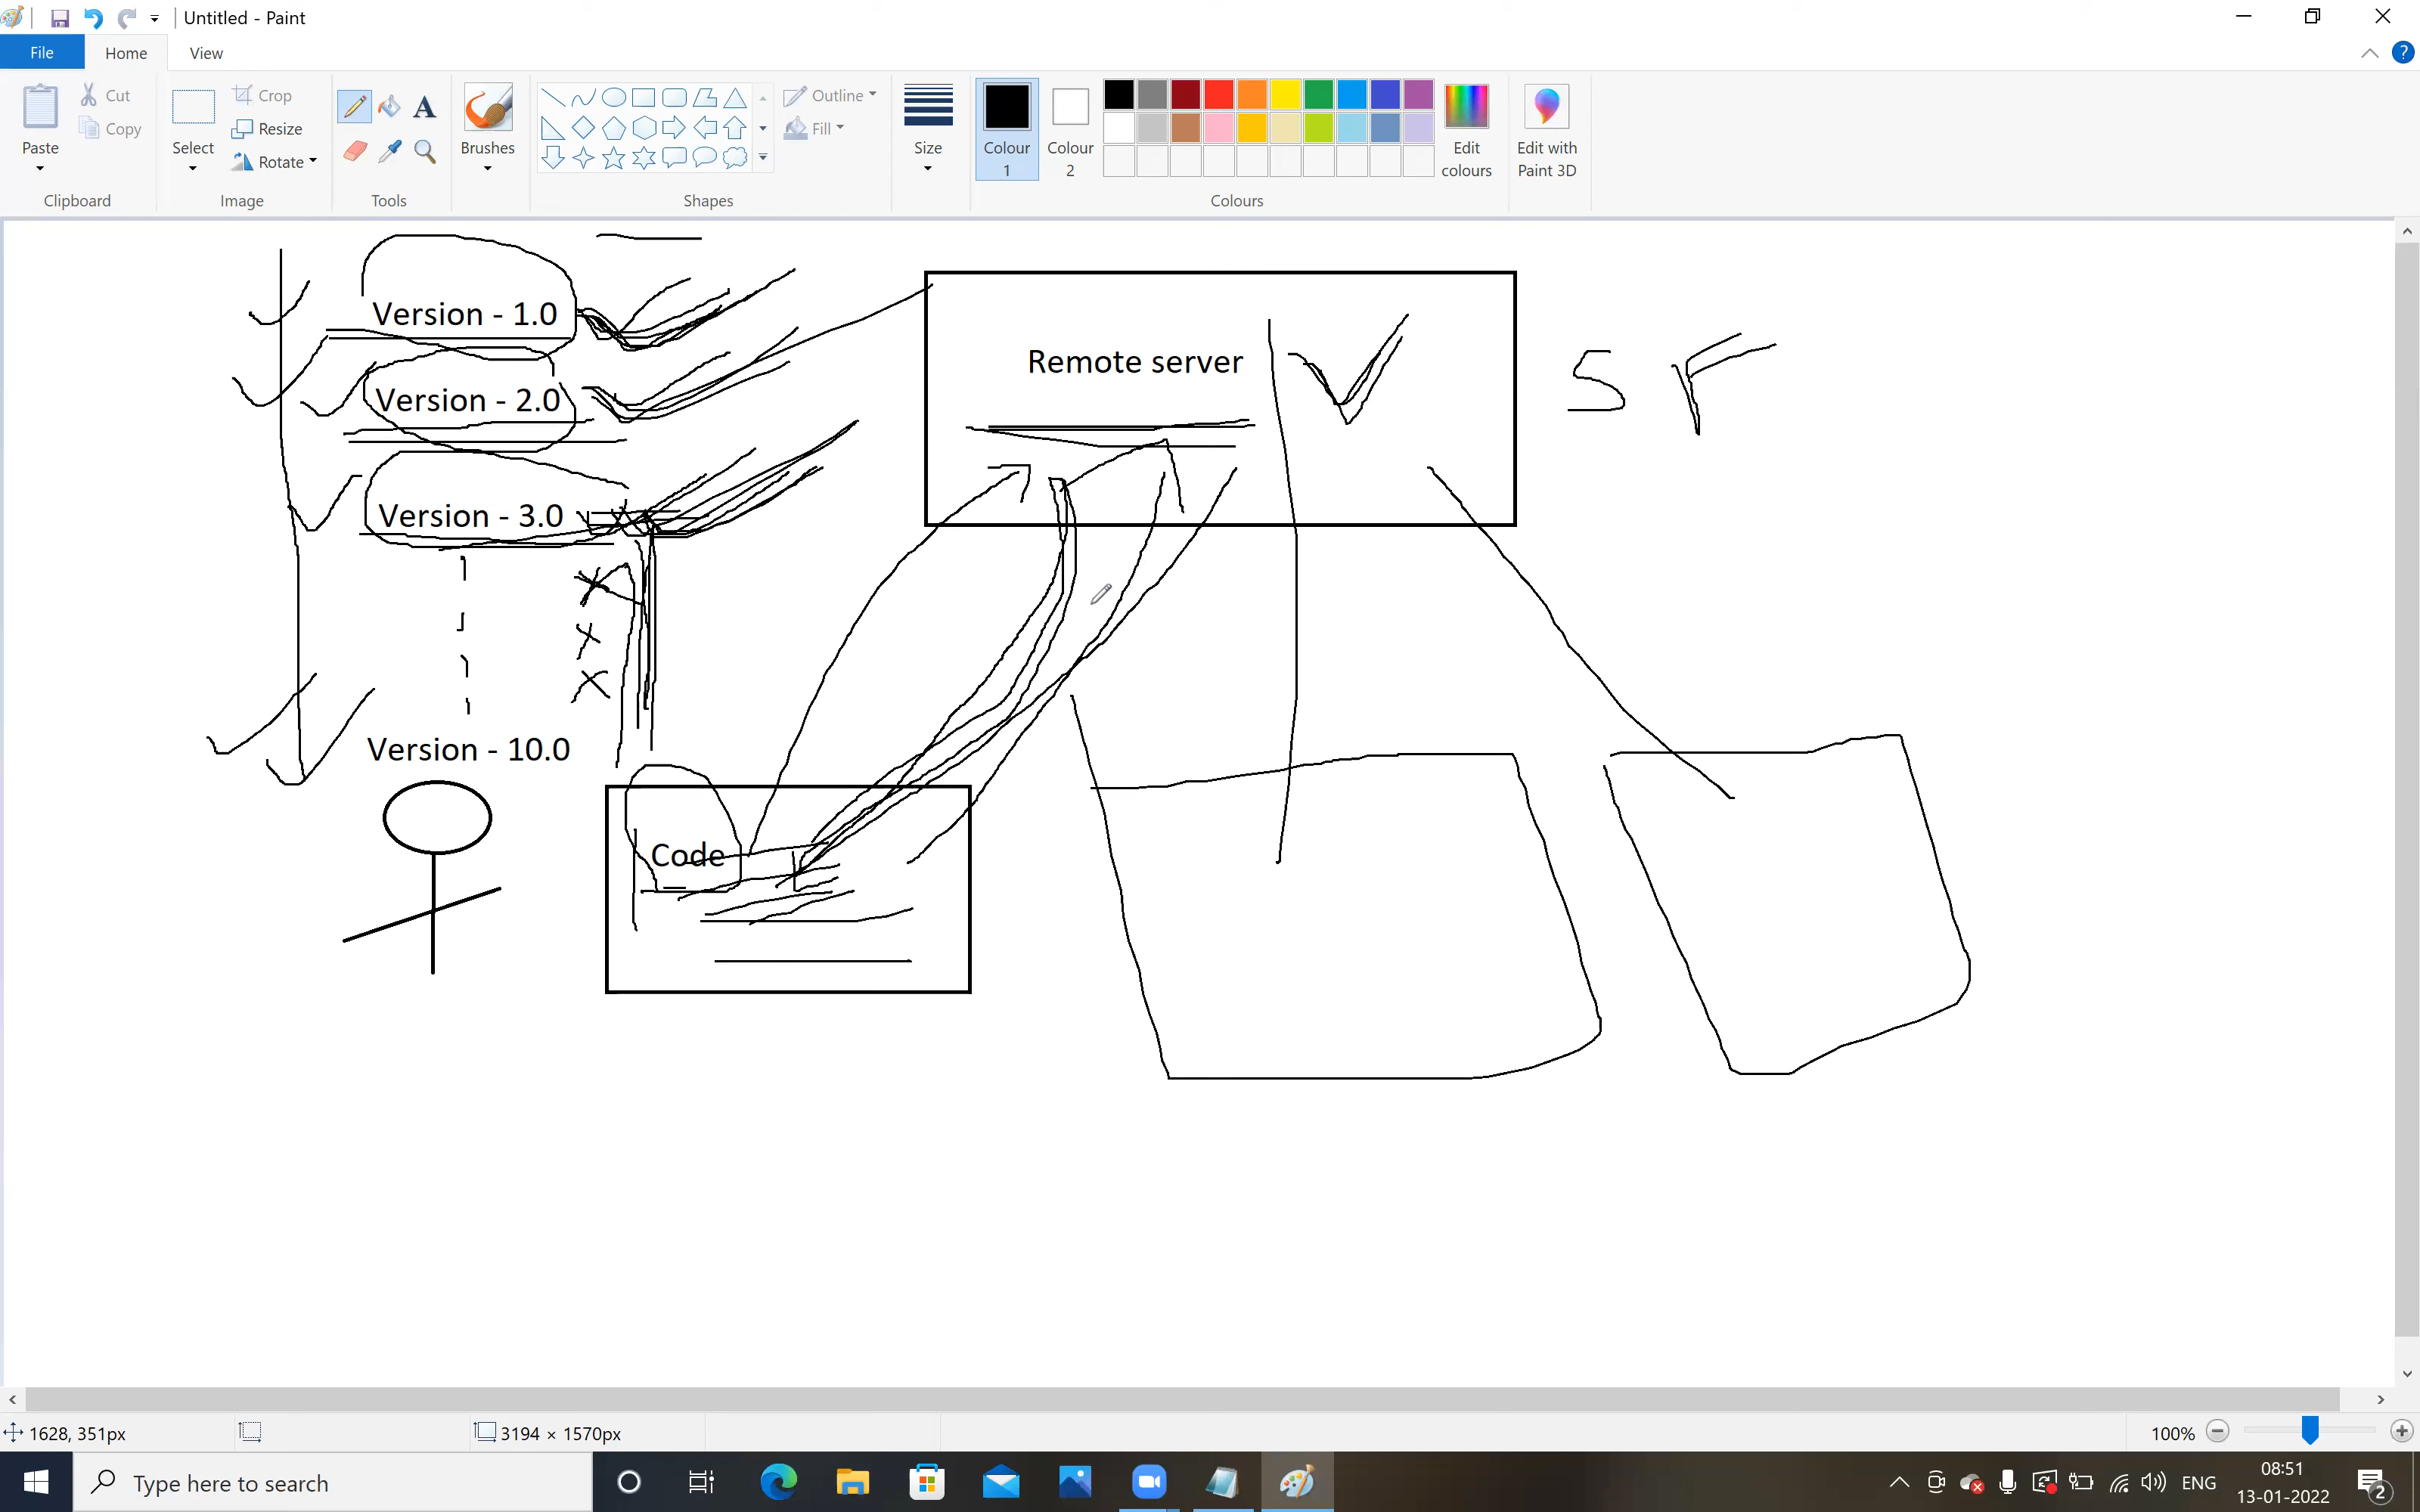 Untitled - Paint
File
Home
View
Paste
Cut
Copy
Clipboard
Select
Crop
Resize
Rotate
Image
A
Tools
Brushes
Shapes
Outline
Fill
Size
Colour
1
Colour
2
Edit
colours
Edit with
Paint 3D
Colours
?
Version - 1.0
Version - 2.0
Version - 3.0
Version - 10.0
Remote server
Code
1628, 351px
3194 × 1570px
100%
Type here to search
ENG
08:51
13-01-2022
2